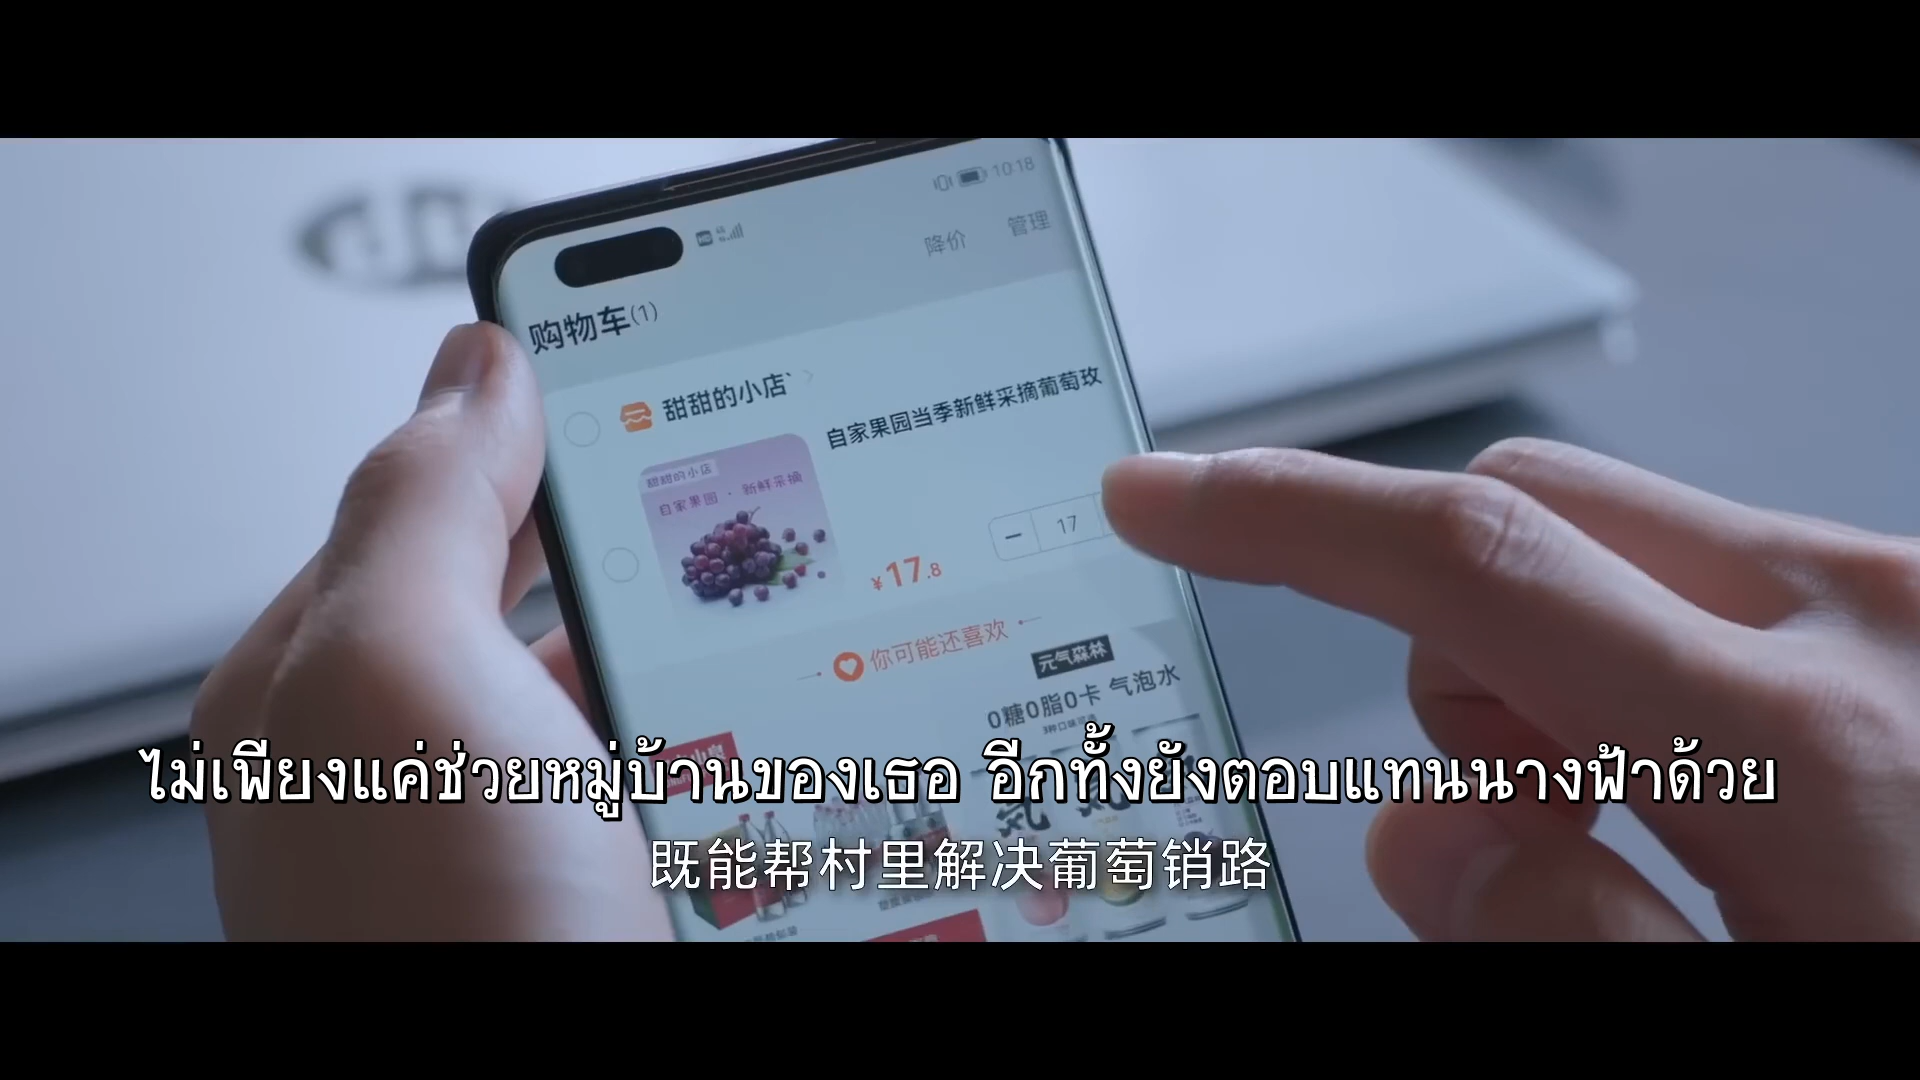 10:18
降价 管理
购物车(1)
甜甜的小店
自家果园当季新鲜采摘葡萄玫
甜甜的小店
自家果园 · 新鲜采摘
17
¥17.8
你可能还喜欢
元气森林
0糖0脂0卡 气泡水
ไม่เพียงแค่ช่วยหมู่บ้านของเธอ อีกทั้งยังตอบแทนนางฟ้าด้วย
既能帮村里解决葡萄销路